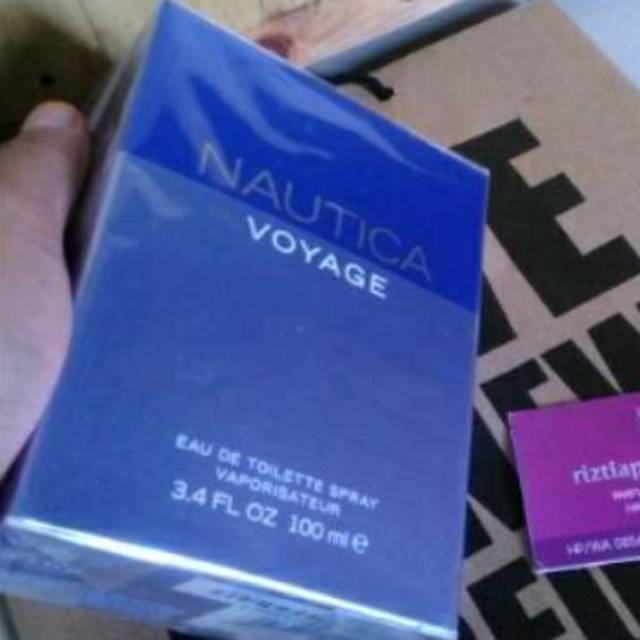 NAUTICA
VOYAGE
EAU DE TOILETTE SPRAY
VAPORISATEUR
3.4 FL OZ 100 ml e
riztiap